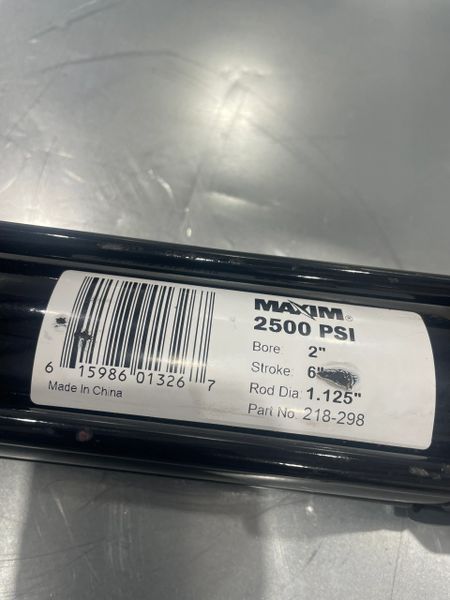 MAXIM®
2500 PSI
Bore: 2"
Stroke: 6"
Rod Dia: 1.125"
Part No: 218-298
6 15986 01326 7
Made In China